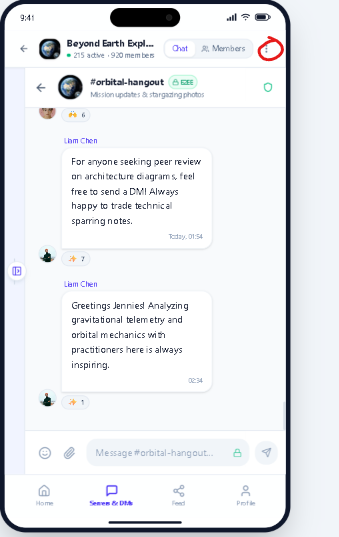 9:41
Beyond Earth Expl...
215 active • 920 members
Chat
Members
#orbital-hangout
E2EE
Mission updates & stargazing photos
6
Liam Chen
For anyone seeking peer review
on architecture diagrams, feel
free to send a DM! Always
happy to trade technical
sparring notes.
Today, 01:54
7
Liam Chen
Greetings Jennies! Analyzing
gravitational telemetry and
orbital mechanics with
practitioners here is always
inspiring.
02:54
1
Message #orbital-hangout...
Home
Servers & DMs
Feed
Profile